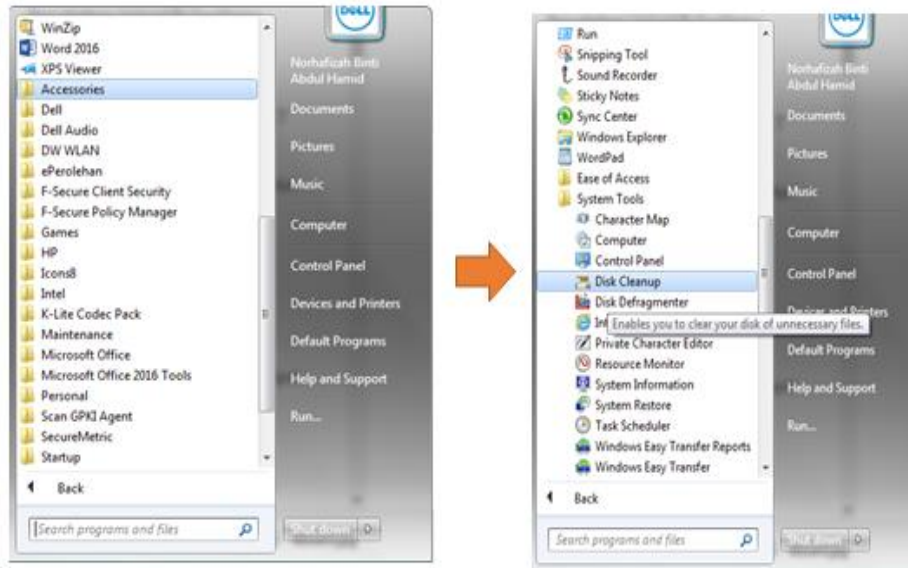 WinZip
Word 2016
XPS Viewer
Accessories
Dell
Dell Audio
DW WLAN
ePerolehan
F-Secure Client Security
F-Secure Policy Manager
Games
HP
Icons8
Intel
K-Lite Codec Pack
Maintenance
Microsoft Office
Microsoft Office 2016 Tools
Personal
Scan GPKI Agent
SecureMetric
Startup
Back
Search programs and files
DELL
Norhafizah Binti
Abdul Hamid
Documents
Pictures
Music
Computer
Control Panel
Devices and Printers
Default Programs
Help and Support
Run...
Shut down
Run
Snipping Tool
Sound Recorder
Sticky Notes
Sync Center
Windows Explorer
WordPad
Ease of Access
System Tools
Character Map
Computer
Control Panel
Disk Cleanup
Disk Defragmenter
Enables you to clear your disk of unnecessary files.
Private Character Editor
Resource Monitor
System Information
System Restore
Task Scheduler
Windows Easy Transfer Reports
Windows Easy Transfer
Back
Search programs and files
DELL
Norhafizah Binti
Abdul Hamid
Documents
Pictures
Music
Computer
Control Panel
Devices and Printers
Default Programs
Help and Support
Run...
Shut down